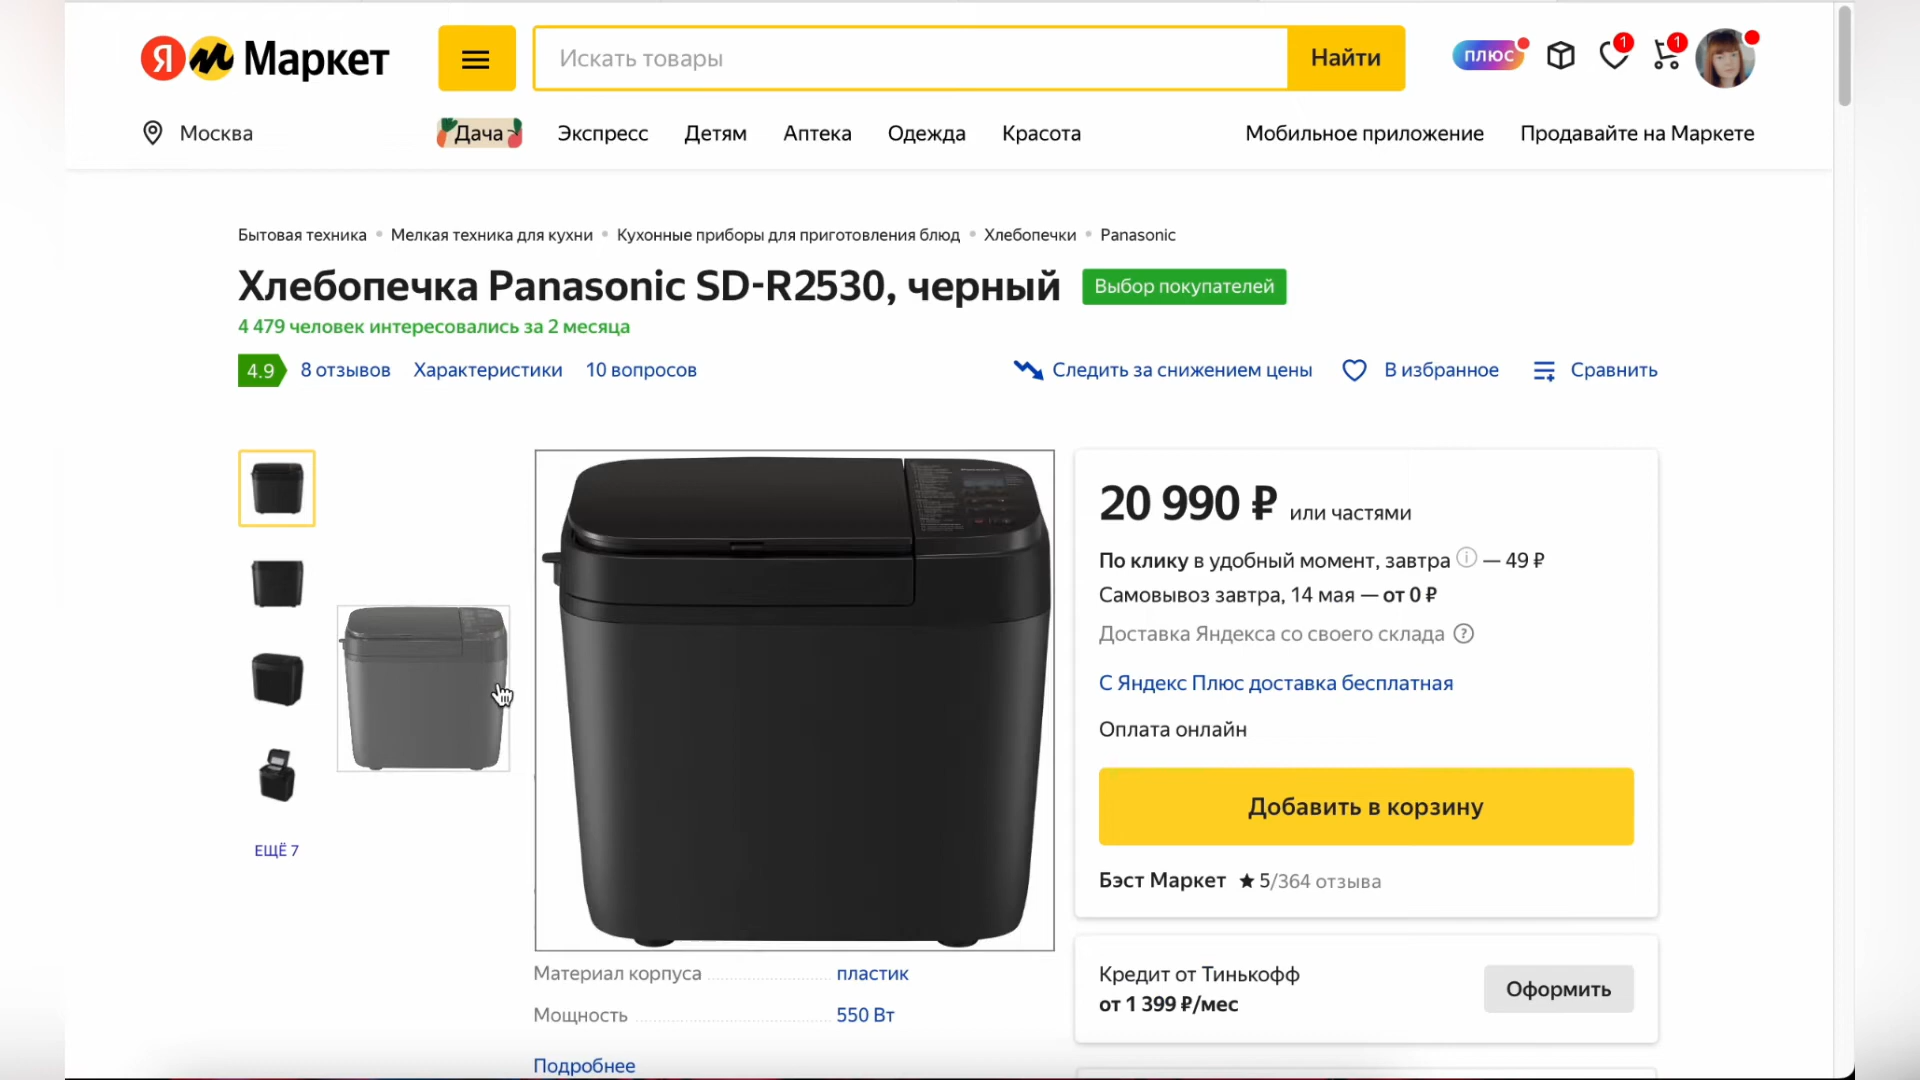 Я Маркет
Искать товары
Найти
плюс
1
1
Москва
Дача
Экспресс
Детям
Аптека
Одежда
Красота
Мобильное приложение
Продавайте на Маркете
Бытовая техника • Мелкая техника для кухни • Кухонные приборы для приготовления блюд • Хлебопечки • Panasonic
Хлебопечка Panasonic SD-R2530, черный
Выбор покупателей
4 479 человек интересовались за 2 месяца
4.9
8 отзывов
Характеристики
10 вопросов
Следить за снижением цены
В избранное
Сравнить
ЕЩЁ 7
Материал корпуса
пластик
Мощность
550 Вт
Подробнее
20 990 ₽ или частями
По клику в удобный момент, завтра — 49 ₽
Самовывоз завтра, 14 мая — от 0 ₽
Доставка Яндекса со своего склада ?
С Яндекс Плюс доставка бесплатная
Оплата онлайн
Добавить в корзину
Бэст Маркет ★ 5/364 отзыва
Кредит от Тинькофф
от 1 399 ₽/мес
Оформить